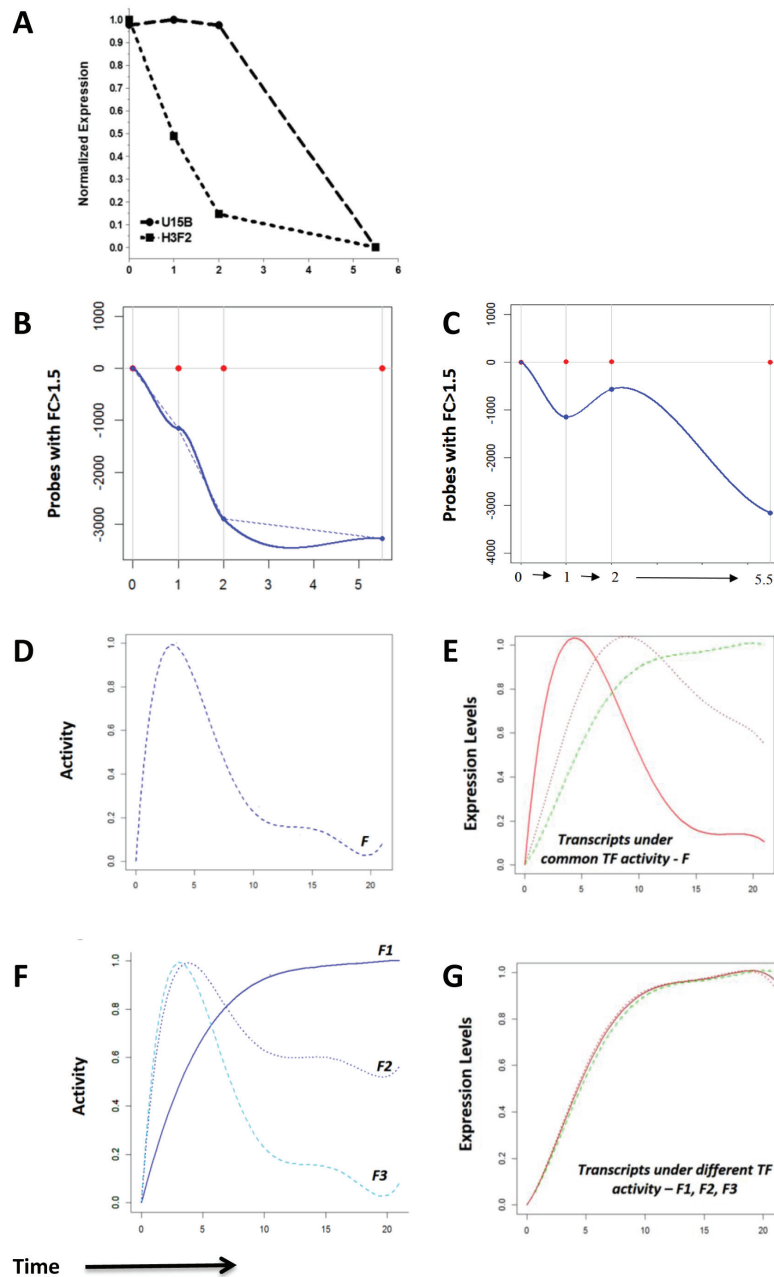 A
Normalized Expression
1.0
0.9
0.8
0.7
0.6
0.5
0.4
0.3
0.2
0.1
0.0
U15B
H3F2
0 1 2 3 4 5 6
B
Probes with FC>1.5
1000
0
-1000
-2000
-3000
0 1 2 3 4 5
C
Probes with FC>1.5
1000
0
-1000
-2000
-3000
4000
0 1 2 5.5
D
Activity
1.0
0.8
0.6
0.4
0.2
0.0
F
0 5 10 15 20
E
Expression Levels
1.0
0.8
0.6
0.4
0.2
0.0
Transcripts under
common TF activity - F
0 5 10 15 20
F
Activity
1.0
0.8
0.6
0.4
0.2
0.0
F1
F2
F3
0 5 10 15 20
G
Expression Levels
1.0
0.8
0.6
0.4
0.2
0.0
Transcripts under different TF
activity – F1, F2, F3
0 5 10 15 20
Time